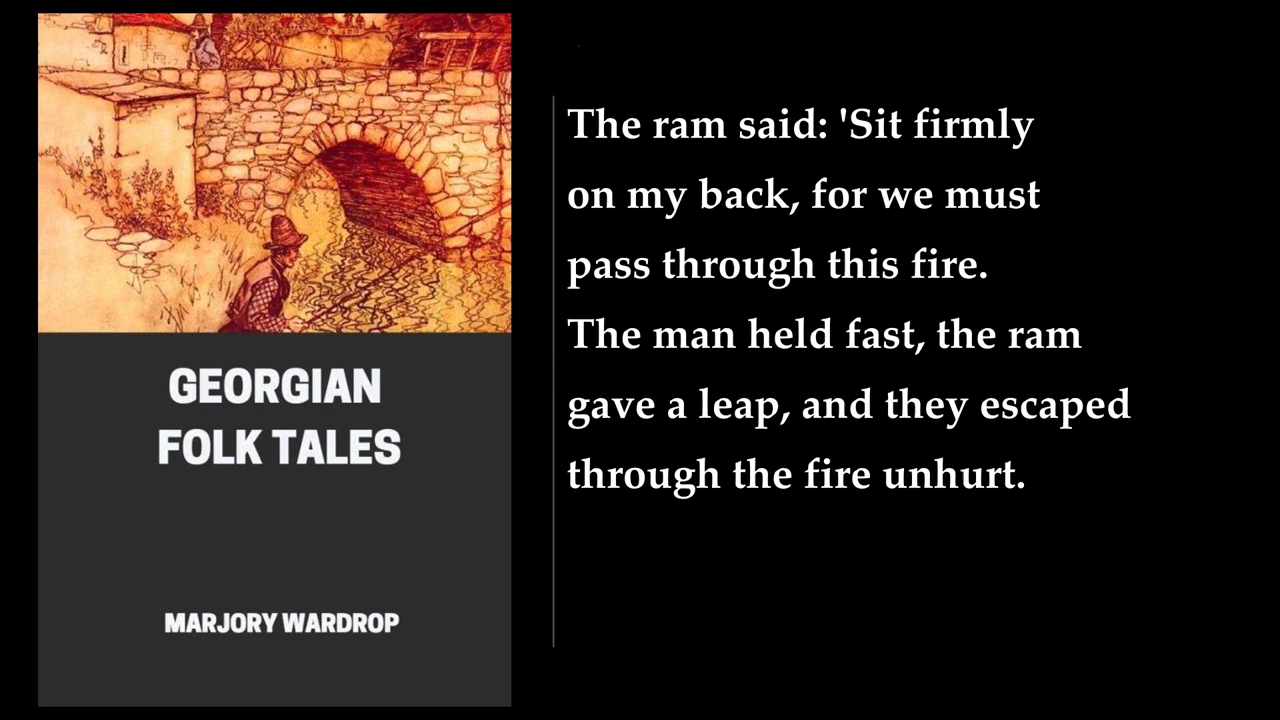 GEORGIAN
FOLK TALES
MARJORY WARDROP
The ram said: 'Sit firmly
on my back, for we must
pass through this fire.
The man held fast, the ram
gave a leap, and they escaped
through the fire unhurt.